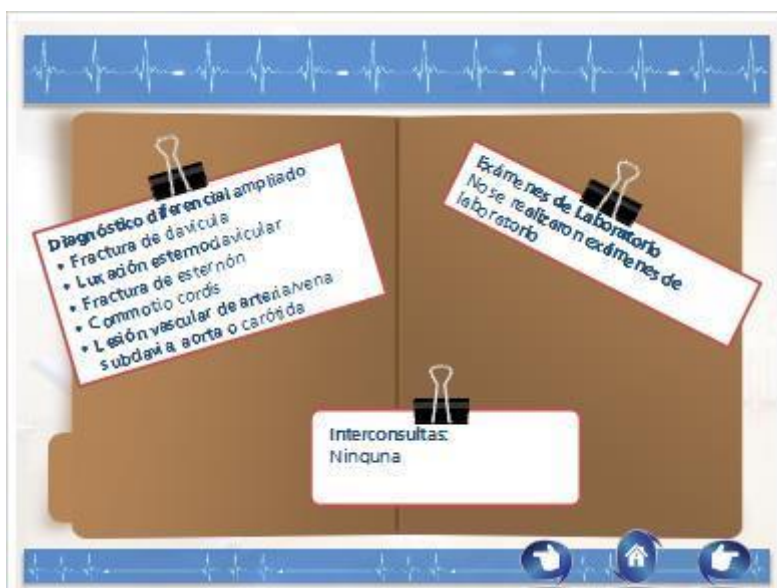 Diagnóstico diferencial ampliado
• Fractura de clavícula
• Luxación esternoclavicular
• Fractura de esternón
• Commotio cordis
• Lesión vascular de arteria/vena
subclavia, aorta o carótida
Exámenes de Laboratorio
No se realizaron exámenes de
laboratorio
Interconsultas:
Ninguna